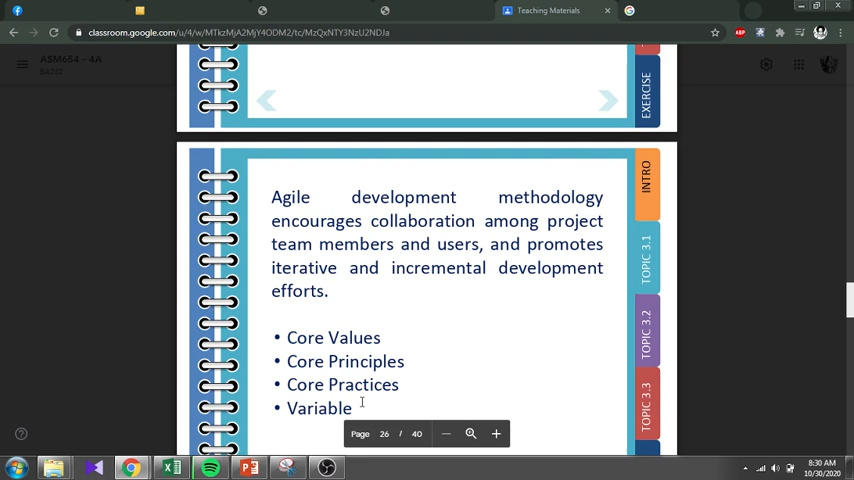 Teaching Materials
classroom.google.com/u/4/w/MTkzMjA2MjY4ODM2/tc/MzQxNTY3NzU2NDJa
ABP
ASM654 - 4A
BA232
EXERCISE
INTRO
Agile development methodology
encourages collaboration among project
team members and users, and promotes
iterative and incremental development
efforts.
• Core Values
• Core Principles
• Core Practices
• Variable
TOPIC 3.1
TOPIC 3.2
TOPIC 3.3
Page 26 / 40
8:30 AM
10/30/2020